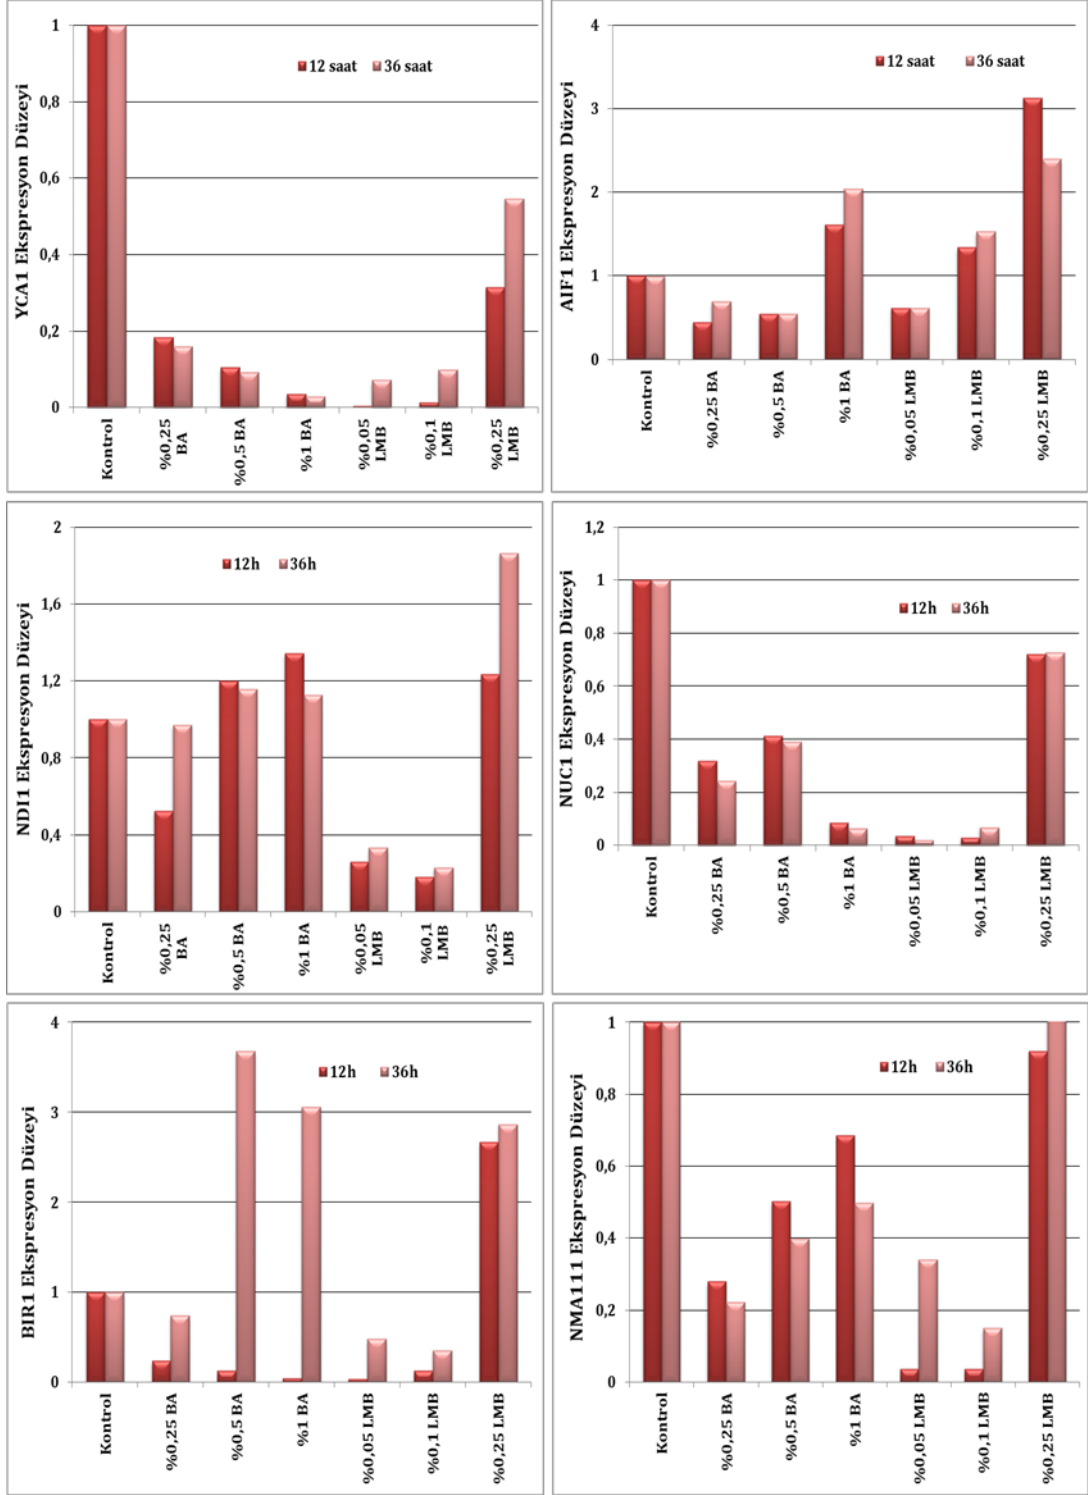 YCA1 Ekspresyon Düzeyi
1
0,8
0,6
0,4
0,2
0
12 saat 36 saat
Kontrol
%0,25 BA
%0,5 BA
%1 BA
%0,05 LMB
%0,1 LMB
%0,25 LMB
AIF1 Ekspresyon Düzeyi
4
3
2
1
0
12 saat 36 saat
Kontrol
%0,25 BA
%0,5 BA
%1 BA
%0,05 LMB
%0,1 LMB
%0,25 LMB
NDI1 Ekspresyon Düzeyi
2
1,6
1,2
0,8
0,4
0
12h 36h
Kontrol
%0,25 BA
%0,5 BA
%1 BA
%0,05 LMB
%0,1 LMB
%0,25 LMB
NUC1 Ekspresyon Düzeyi
1,2
1
0,8
0,6
0,4
0,2
0
12h 36h
Kontrol
%0,25 BA
%0,5 BA
%1 BA
%0,05 LMB
%0,1 LMB
%0,25 LMB
BIR1 Ekspresyon Düzeyi
4
3
2
1
0
12h 36h
Kontrol
%0,25 BA
%0,5 BA
%1 BA
%0,05 LMB
%0,1 LMB
%0,25 LMB
NMA111 Ekspresyon Düzeyi
1
0,8
0,6
0,4
0,2
0
12h 36h
Kontrol
%0,25 BA
%0,5 BA
%1 BA
%0,05 LMB
%0,1 LMB
%0,25 LMB